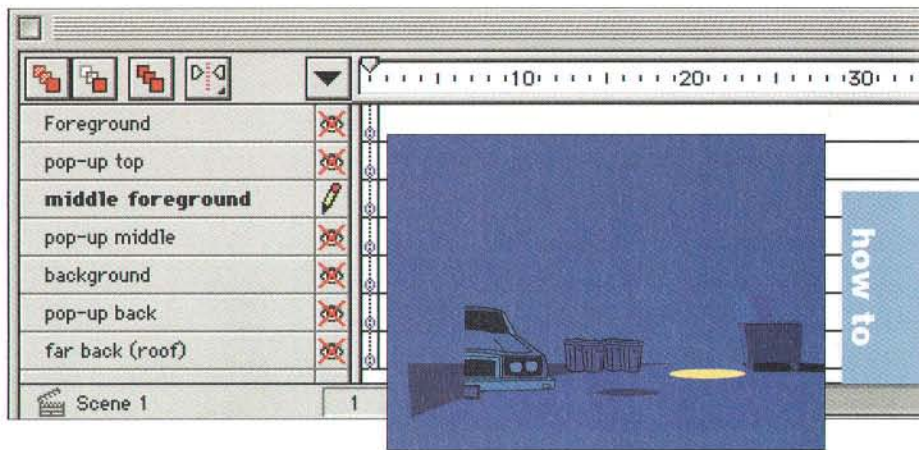 10 20 30
Foreground
pop-up top
middle foreground
pop-up middle
background
pop-up back
far back (roof)
Scene 1
1
how to